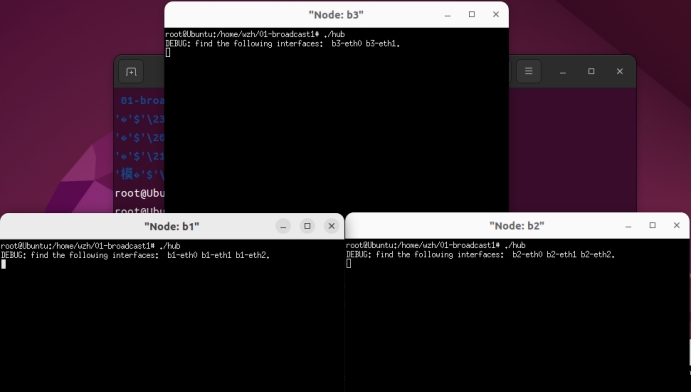 "Node: b3"
root@Ubuntu:/home/wzh/01-broadcast1# ./hub
DEBUG: find the following interfaces:  b3-eth0 b3-eth1.
01-broa
'�'$'\23
'�'$'\20
'�'$'\21
'模�'$'\
root@Ubu
root@Ubu
"Node: b1"
root@Ubuntu:/home/wzh/01-broadcast1# ./hub
DEBUG: find the following interfaces:  b1-eth0 b1-eth1 b1-eth2.
"Node: b2"
root@Ubuntu:/home/wzh/01-broadcast1# ./hub
DEBUG: find the following interfaces:  b2-eth0 b2-eth1 b2-eth2.